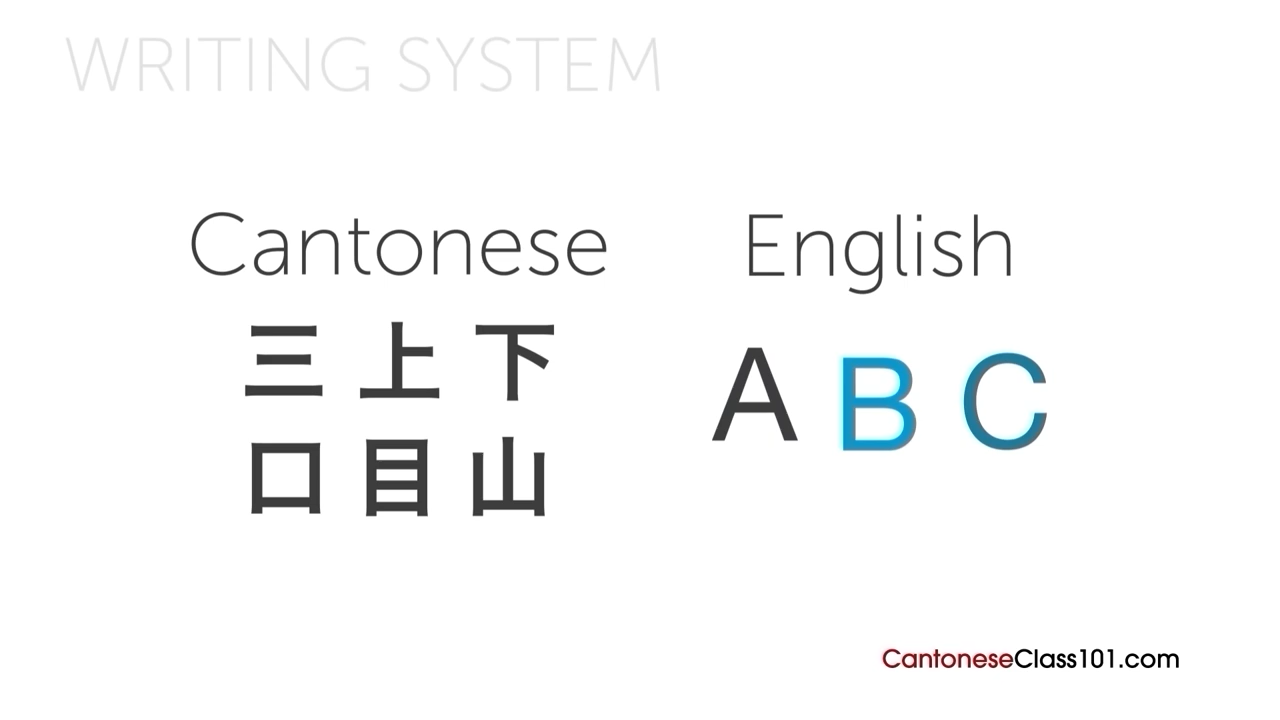 WRITING SYSTEM
Cantonese
三 上 下
口 目 山
English
A B C
CantoneseClass101.com